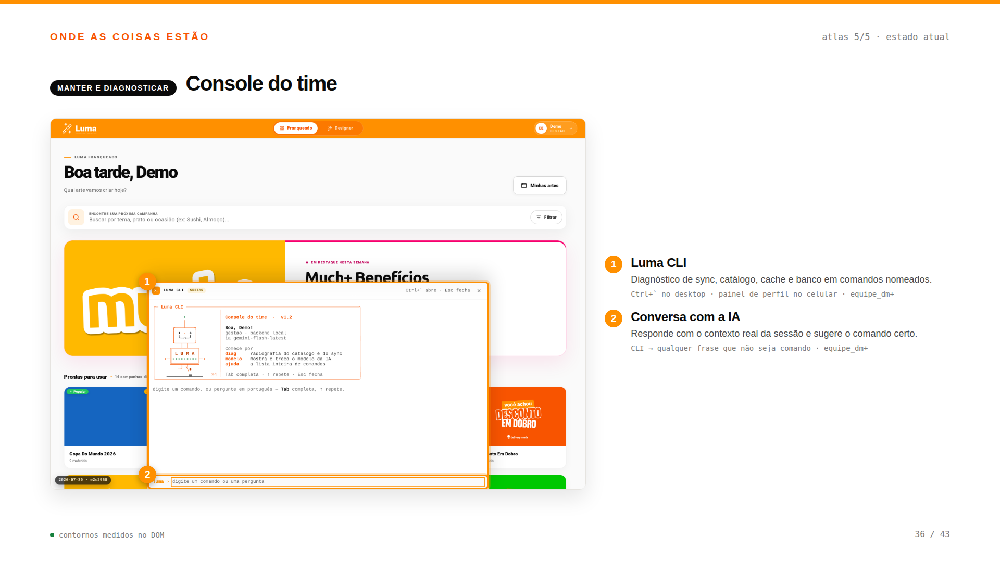 ONDE AS COISAS ESTÃO
atlas 5/5 · estado atual
MANTER E DIAGNOSTICAR
Console do time
Luma
Franqueado
Designer
DE
Demo
GESTÃO
LUMA FRANQUEADO
Boa tarde, Demo
Qual arte vamos criar hoje?
Minhas artes
ENCONTRE SUA PRÓXIMA CAMPANHA
Buscar por tema, prato ou ocasião (ex: Sushi, Almoço)...
Filtrar
★ EM DESTAQUE NESTA SEMANA
Much+ Benefícios
1
LUMA CLI
GESTAO
Ctrl+` abre · Esc fecha ×
Luma CLI
Console do time · v1.2
Boa, Demo!
gestao · backend local
ia gemini-flash-latest
Comece por
diag radiografia do catálogo e do sync
modelo mostra e troca o modelo da IA
ajuda a lista inteira de comandos
Tab completa · ↑ repete · Esc fecha
LUMA
×4
digite um comando, ou pergunte em português — Tab completa, ↑ repete.
Prontas para usar
• 14 campanhas di
Popular
Copa Do Mundo 2026
2 materiais
você achou
DESCONTO
EM DOBRO
delivery much
nto Em Dobro
ais
2026-07-30 · e2c2968
2
luma › digite um comando ou uma pergunta
1
Luma CLI
Diagnóstico de sync, catálogo, cache e banco em comandos nomeados.
Ctrl+` no desktop · painel de perfil no celular · equipe_dm+
2
Conversa com a IA
Responde com o contexto real da sessão e sugere o comando certo.
CLI → qualquer frase que não seja comando · equipe_dm+
contornos medidos no DOM
36 / 43